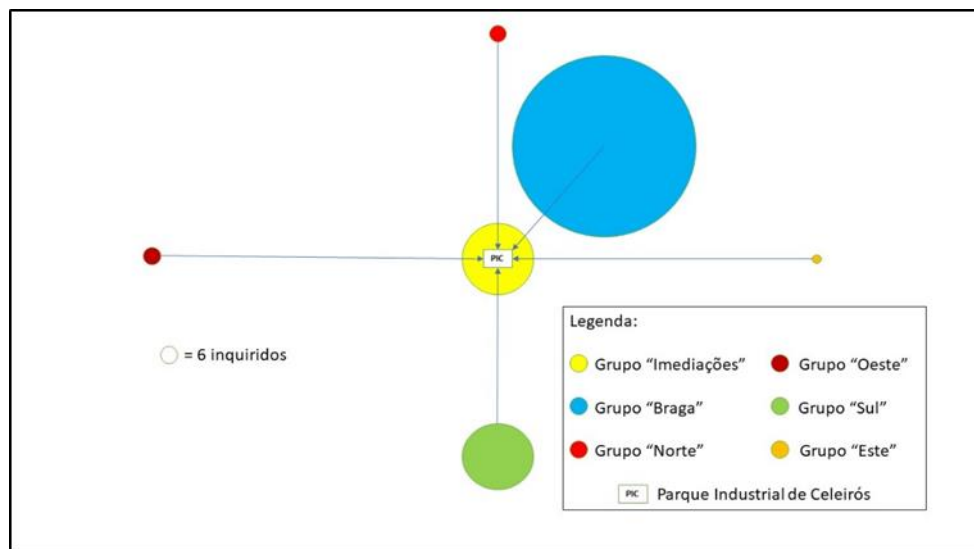 PIC
= 6 inquiridos
Legenda:
Grupo “Imediações”
Grupo “Oeste”
Grupo “Braga”
Grupo “Sul”
Grupo “Norte”
Grupo “Este”
PIC Parque Industrial de Celeirós